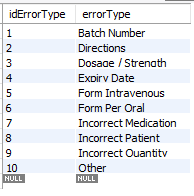 idErrorType errorType
1 Batch Number
2 Directions
3 Dosage / Strength
4 Expiry Date
5 Form Intravenous
6 Form Per Oral
7 Incorrect Medication
8 Incorrect Patient
9 Incorrect Quantity
10 Other
NULL NULL